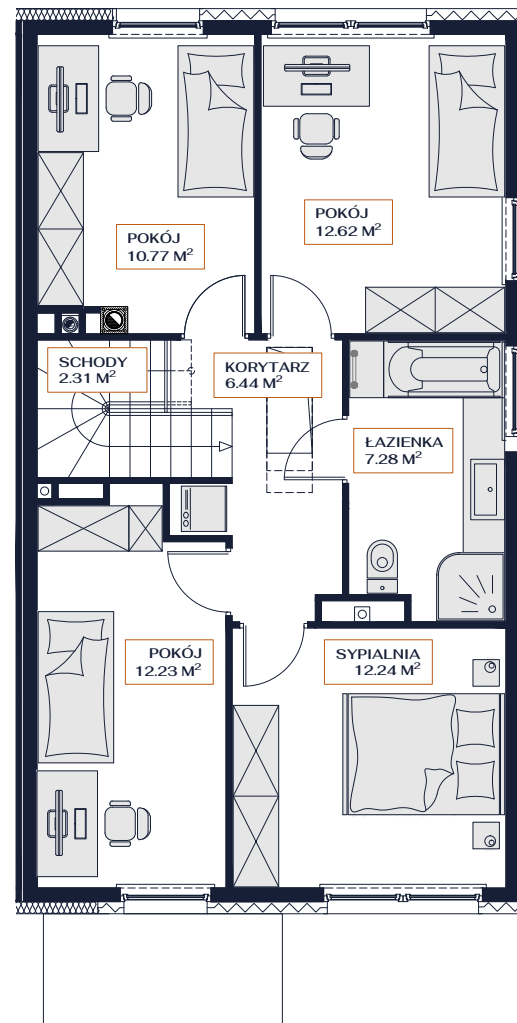 POKÓJ
10.77 M²
POKÓJ
12.62 M²
SCHODY
2.31 M²
KORYTARZ
6.44 M²
ŁAZIENKA
7.28 M²
POKÓJ
12.23 M²
SYPIALNIA
12.24 M²